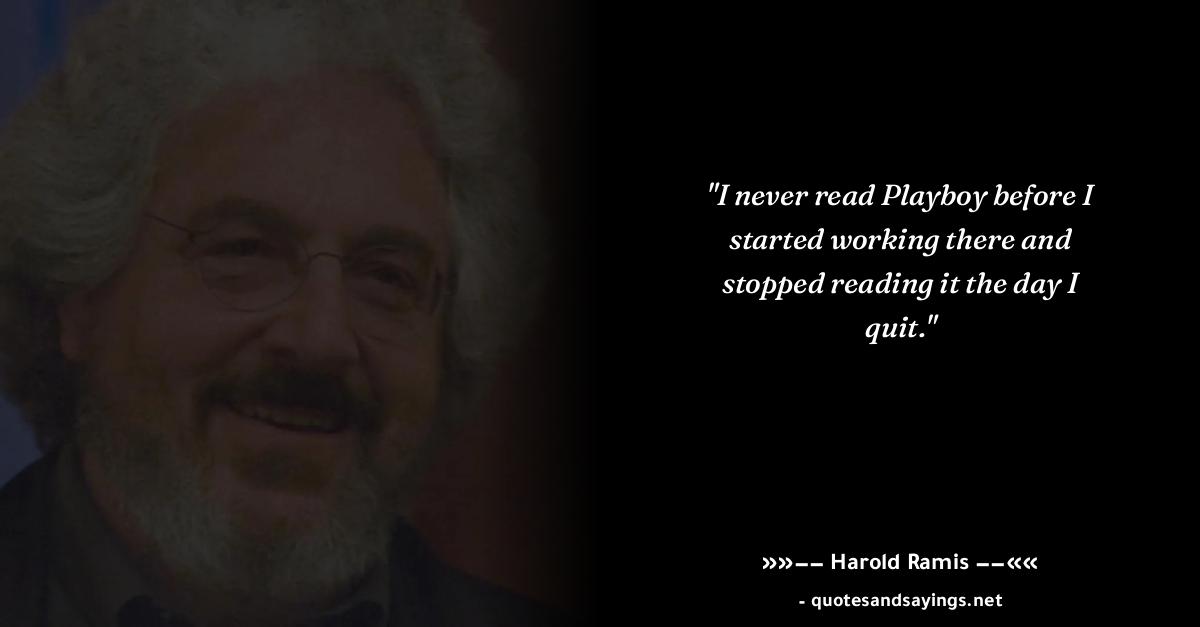 "I never read Playboy before I
started working there and
stopped reading it the day I
quit."
»»−− Harold Ramis −−««
- quotesandsayings.net